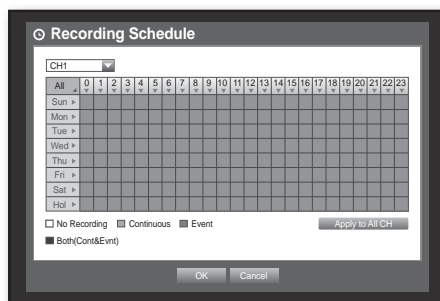 Recording Schedule
CH1
All 0 1 2 3 4 5 6 7 8 9 10 11 12 13 14 15 16 17 18 19 20 21 22 23
Sun
Mon
Tue
Wed
Thu
Fri
Sat
Hol
No Recording Continuous Event Apply to All CH
Both(Cont&Evnt)
OK Cancel